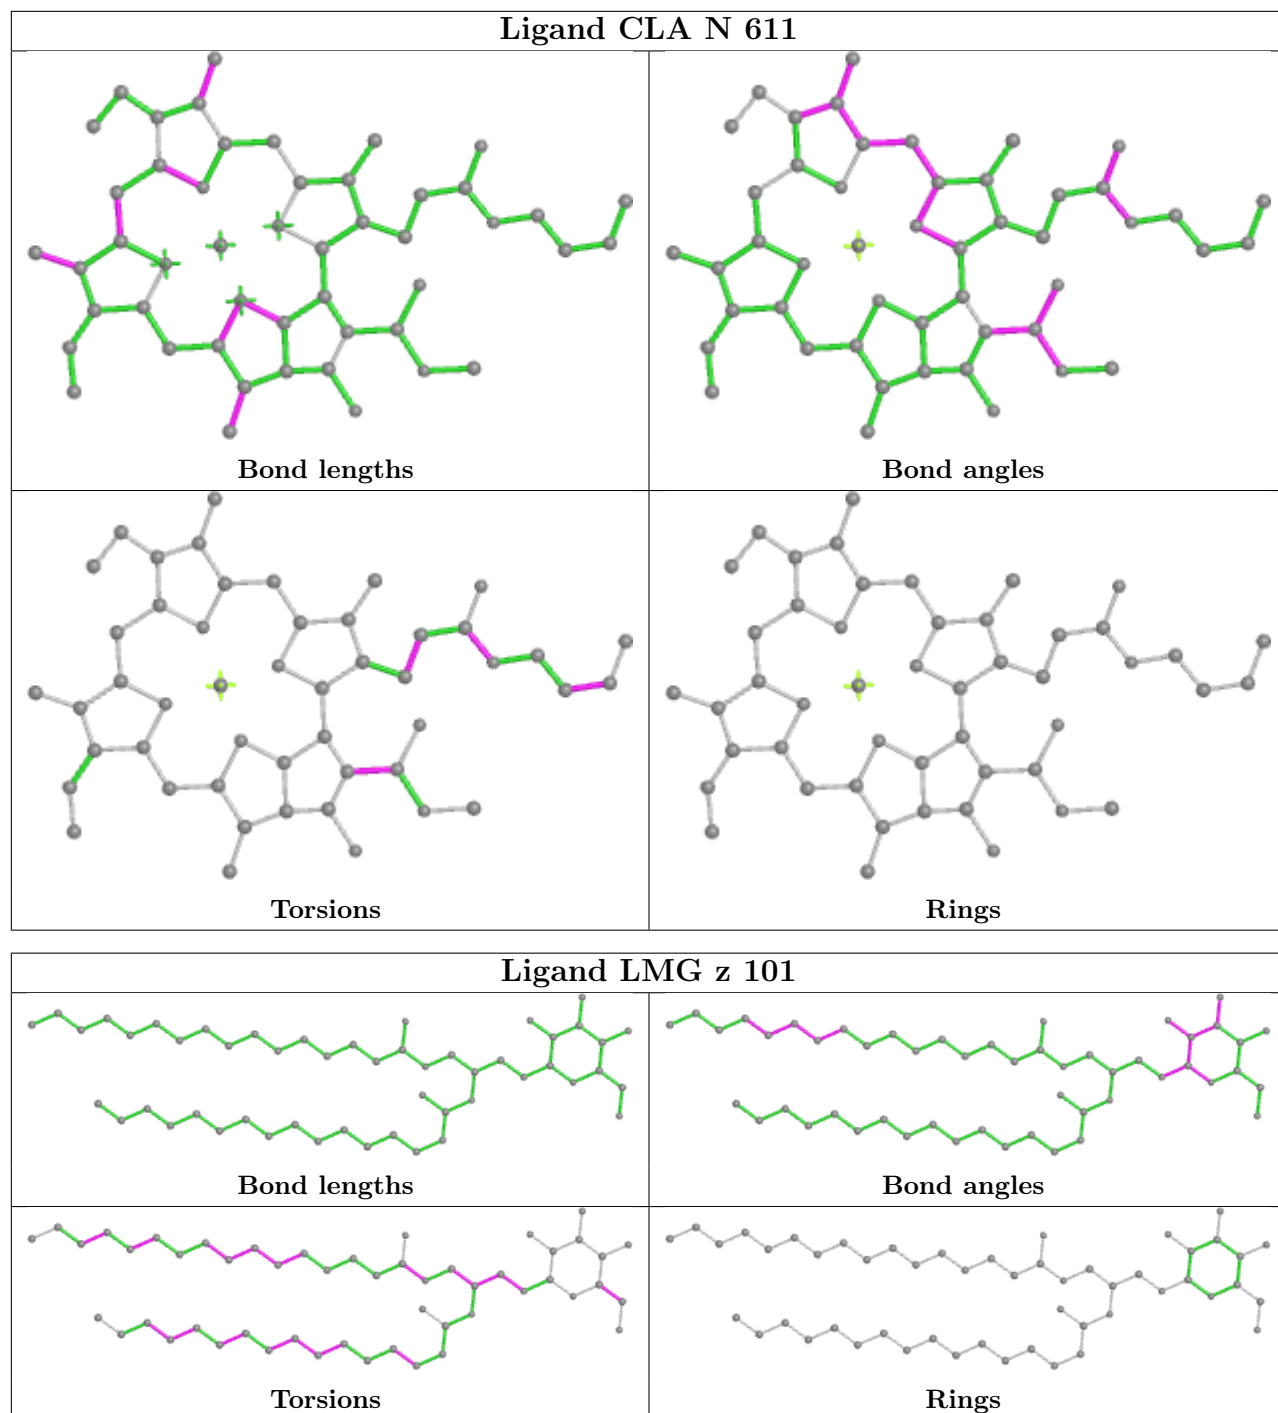 Ligand CLA N 611
Bond lengths
Bond angles
Torsions
Rings
Ligand LMG z 101
Bond lengths
Bond angles
Torsions
Rings